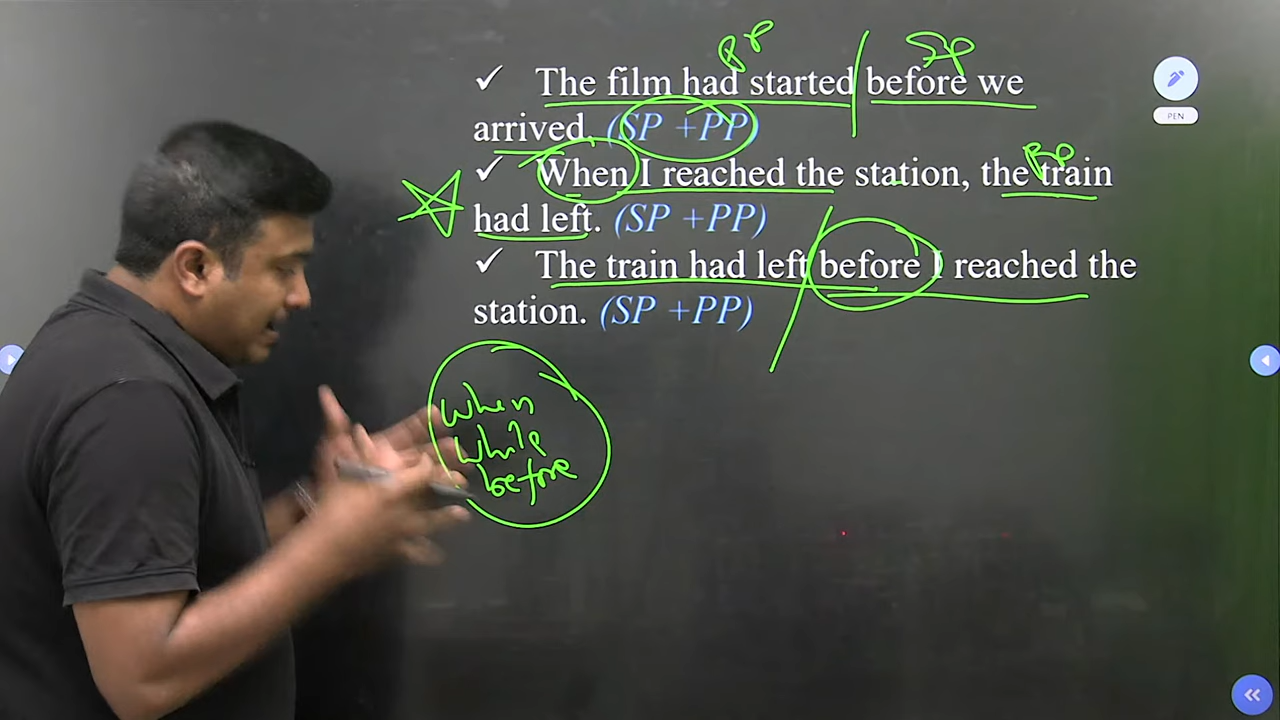 PP SP
✓ The film had started before we
arrived. (SP +PP)
PP
✓ When I reached the station, the train
had left. (SP +PP)
✓ The train had left before I reached the
station. (SP +PP)
when
while
before
PEN